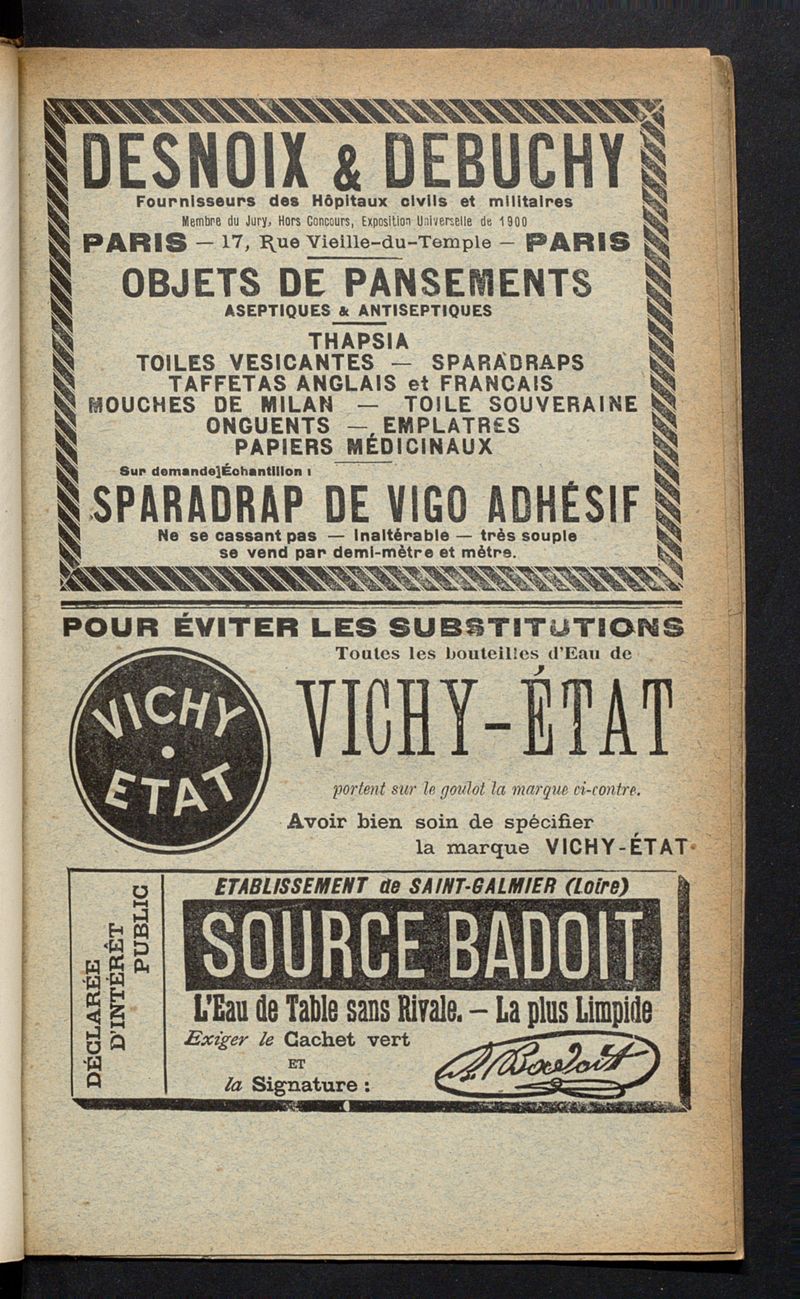 DESNOIX & DEBUCHY
Fournisseurs des Hôpitaux civils et militaires
Membre du Jury, Hors Concours, Exposition Universelle de 1900
PARIS — 17, Rue Vieille-du-Temple — PARIS
OBJETS DE PANSEMENTS
ASEPTIQUES & ANTISEPTIQUES
THAPSIA
TOILES VESICANTES — SPARADRAPS
TAFFETAS ANGLAIS et FRANCAIS
MOUCHES DE MILAN — TOILE SOUVERAINE
ONGUENTS — EMPLATRES
PAPIERS MÉDICINAUX
Sur demande Échantillon :
SPARADRAP DE VIGO ADHÉSIF
Ne se cassant pas — Inaltérable — très souple
se vend par demi-mètre et mètre.
POUR ÉVITER LES SUBSTITUTIONS
Toutes les bouteilles d'Eau de
VICHY-ÉTAT
VICHY
ETAT
portent sur le goulot la marque ci-contre.
Avoir bien soin de spécifier
la marque VICHY-ÉTAT
DÉCLARÉE
D'INTÉRÊT
PUBLIC
ETABLISSEMENT de SAINT-GALMIER (Loire)
SOURCE BADOIT
L'Eau de Table sans Rivale. — La plus Limpide
Exiger le Cachet vert
ET
la Signature :
Badoit